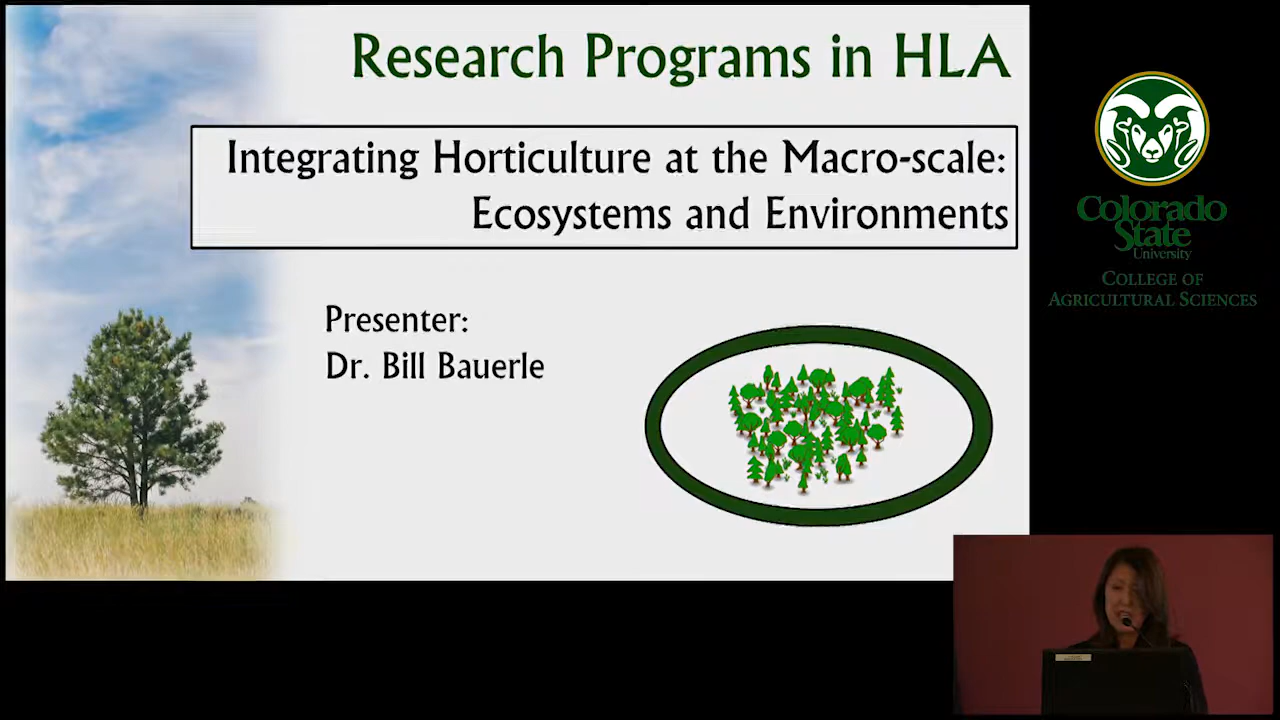 Research Programs in HLA
Integrating Horticulture at the Macro-scale:
Ecosystems and Environments
Presenter:
Dr. Bill Bauerle
Colorado
State
University
COLLEGE OF
AGRICULTURAL SCIENCES